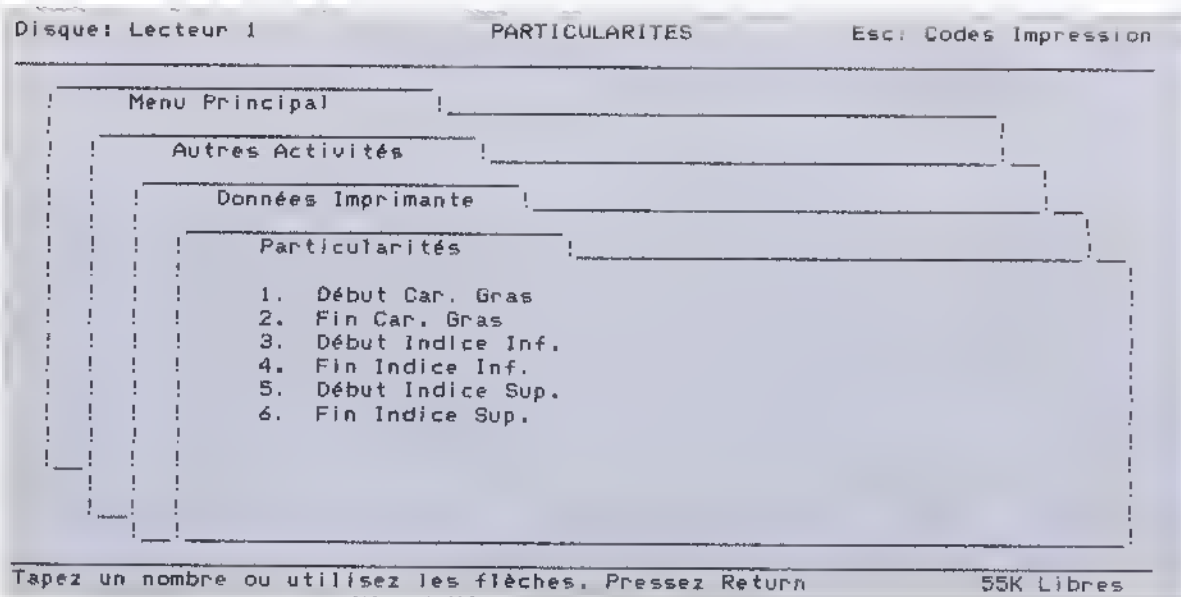 Disque: Lecteur 1 PARTICULARITES Esc: Codes Impression
Menu Principal
Autres Activités
Données Imprimante
Particularités
1. Début Car. Gras
2. Fin Car. Gras
3. Début Indice Inf.
4. Fin Indice Inf.
5. Début Indice Sup.
6. Fin Indice Sup.
Tapez un nombre ou utilisez les flèches. Pressez Return 55K Libres